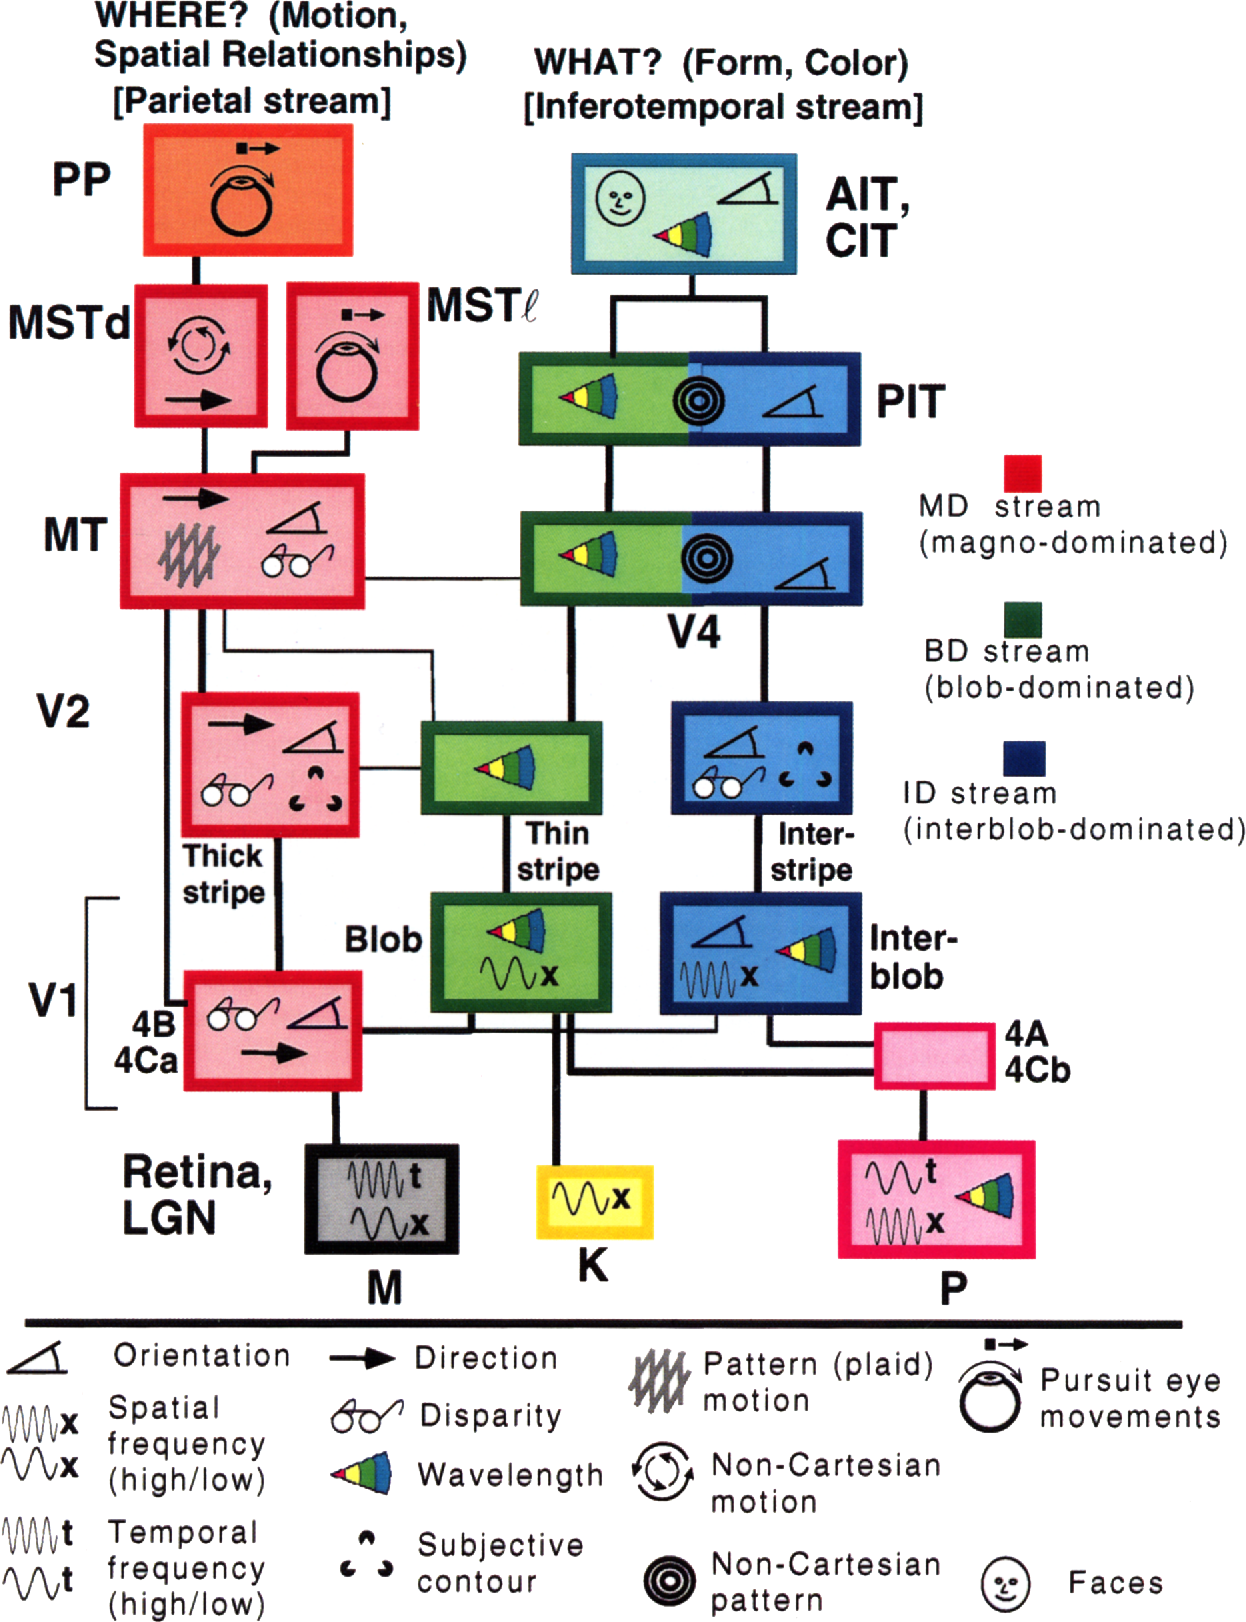 WHERE? (Motion,
Spatial Relationships)
[Parietal stream]
WHAT? (Form, Color)
[Inferotemporal stream]
PP
AIT,
CIT
MSTd
MSTℓ
PIT
MT
V4
MD stream
(magno-dominated)
BD stream
(blob-dominated)
ID stream
(interblob-dominated)
V2
Thick
stripe
Thin
stripe
Inter-
stripe
V1
Blob
x
x
Inter-
blob
4B
4Ca
4A
4Cb
Retina,
LGN
t
x
M
x
K
t
x
P
Orientation
Direction
Pattern (plaid)
motion
Pursuit eye
movements
x
x
Spatial
frequency
(high/low)
Disparity
Wavelength
Non-Cartesian
motion
t
t
Temporal
frequency
(high/low)
Subjective
contour
Non-Cartesian
pattern
Faces